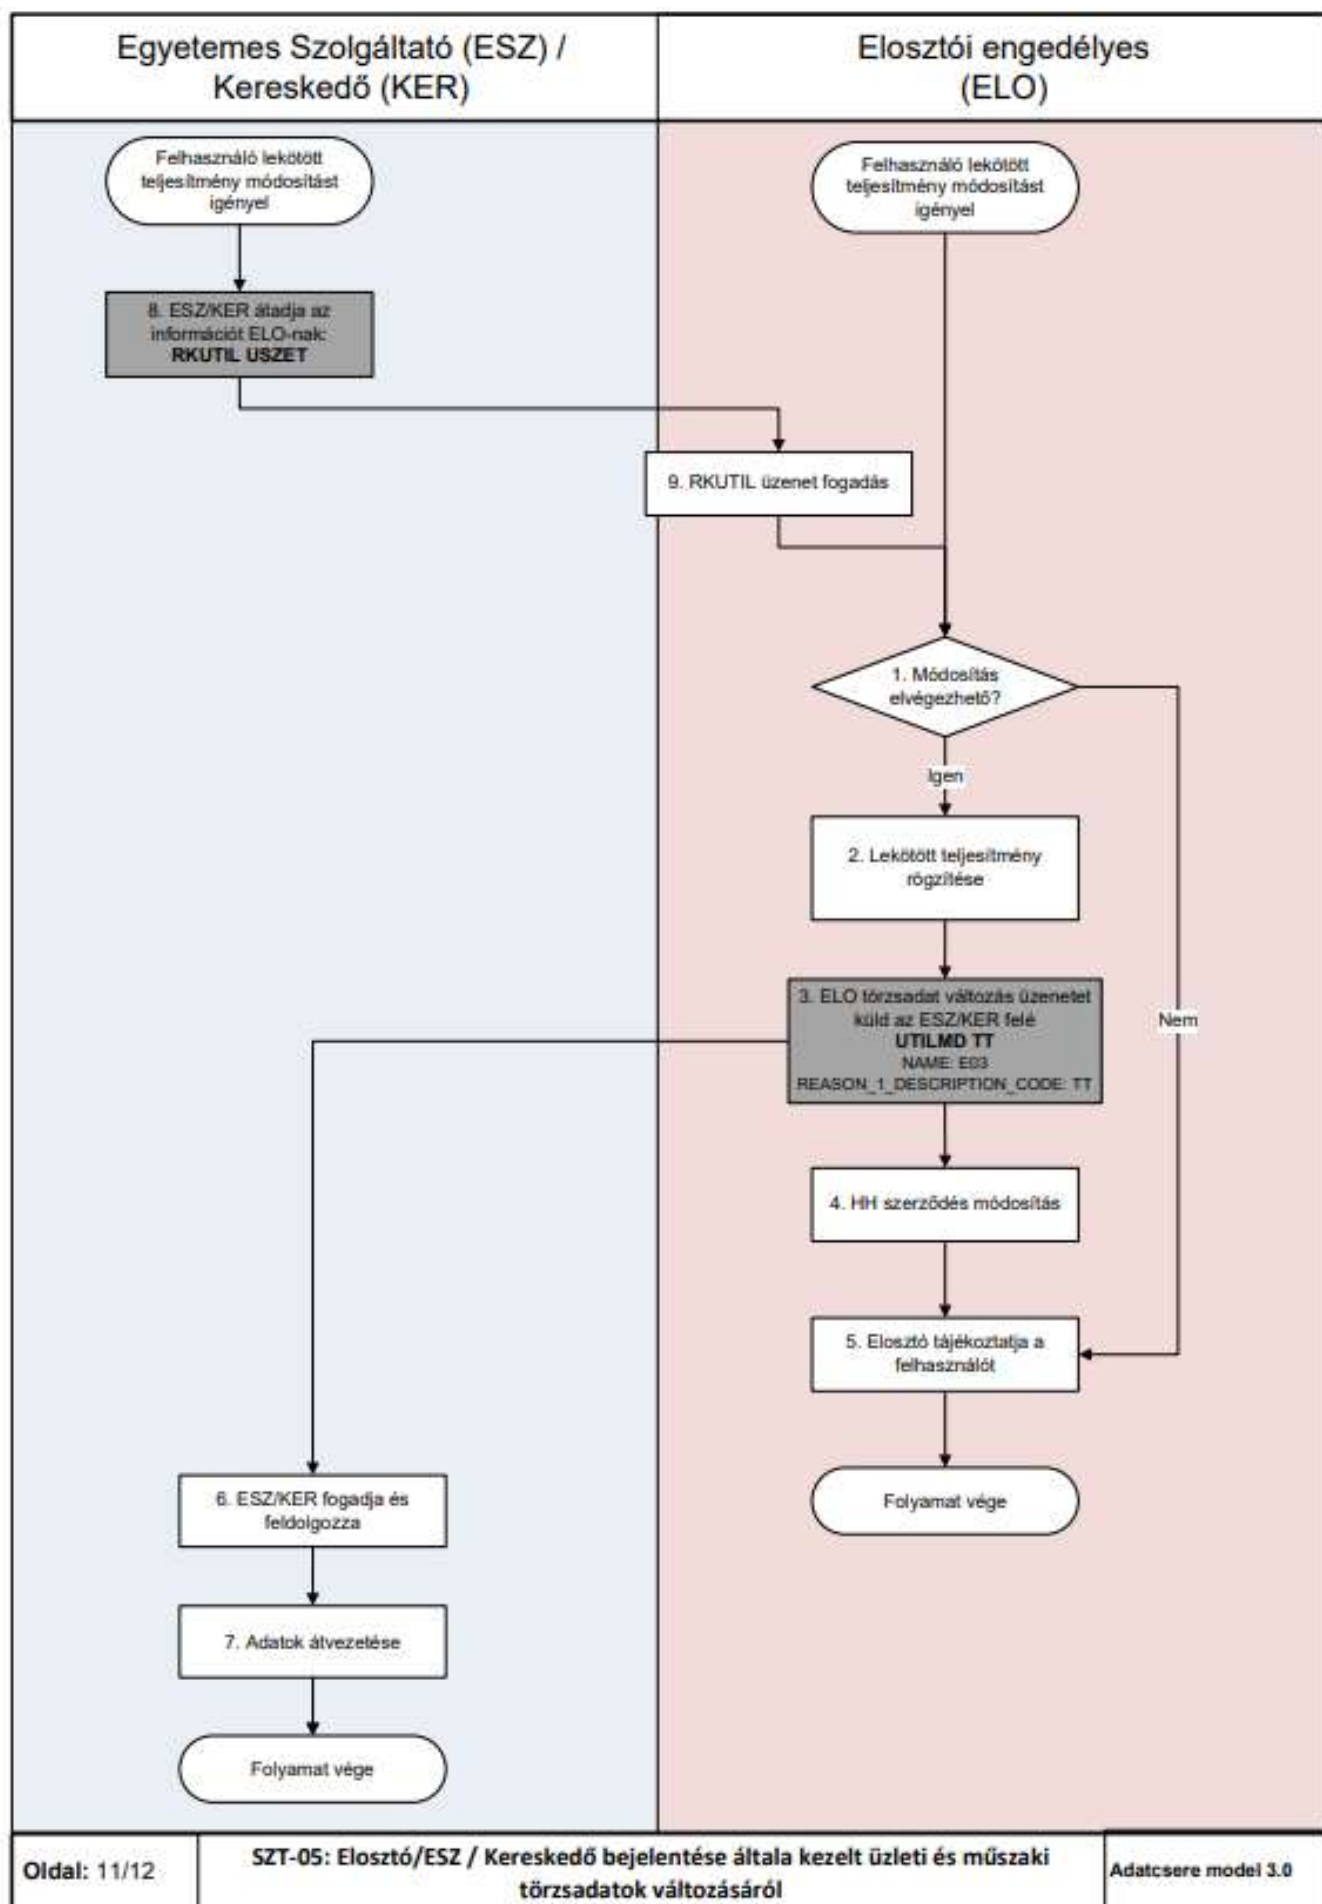 Egyetemes Szolgáltató (ESZ) /
Kereskedő (KER)
Elosztói engedélyes
(ELO)
Felhasználó lekötött
teljesítmény módosítást
igényel
Felhasználó lekötött
teljesítmény módosítást
igényel
8. ESZ/KER átadja az
információt ELO-nak:
RKUTIL USZET
9. RKUTIL üzenet fogadás
1. Módosítás
elvégezhető?
Igen
2. Lekötött teljesítmény
rögzítése
3. ELO törzsadat változás üzenetet
küld az ESZ/KER felé
UTILMD TT
NAME: E03
REASON_1_DESCRIPTION_CODE: TT
Nem
4. HH szerződés módosítás
5. Elosztó tájékoztatja a
felhasználót
6. ESZ/KER fogadja és
feldolgozza
Folyamat vége
7. Adatok átvezetése
Folyamat vége
Oldal: 11/12
SZT-05: Elosztó/ESZ / Kereskedő bejelentése általa kezelt üzleti és műszaki
törzsadatok változásáról
Adatcsere model 3.0